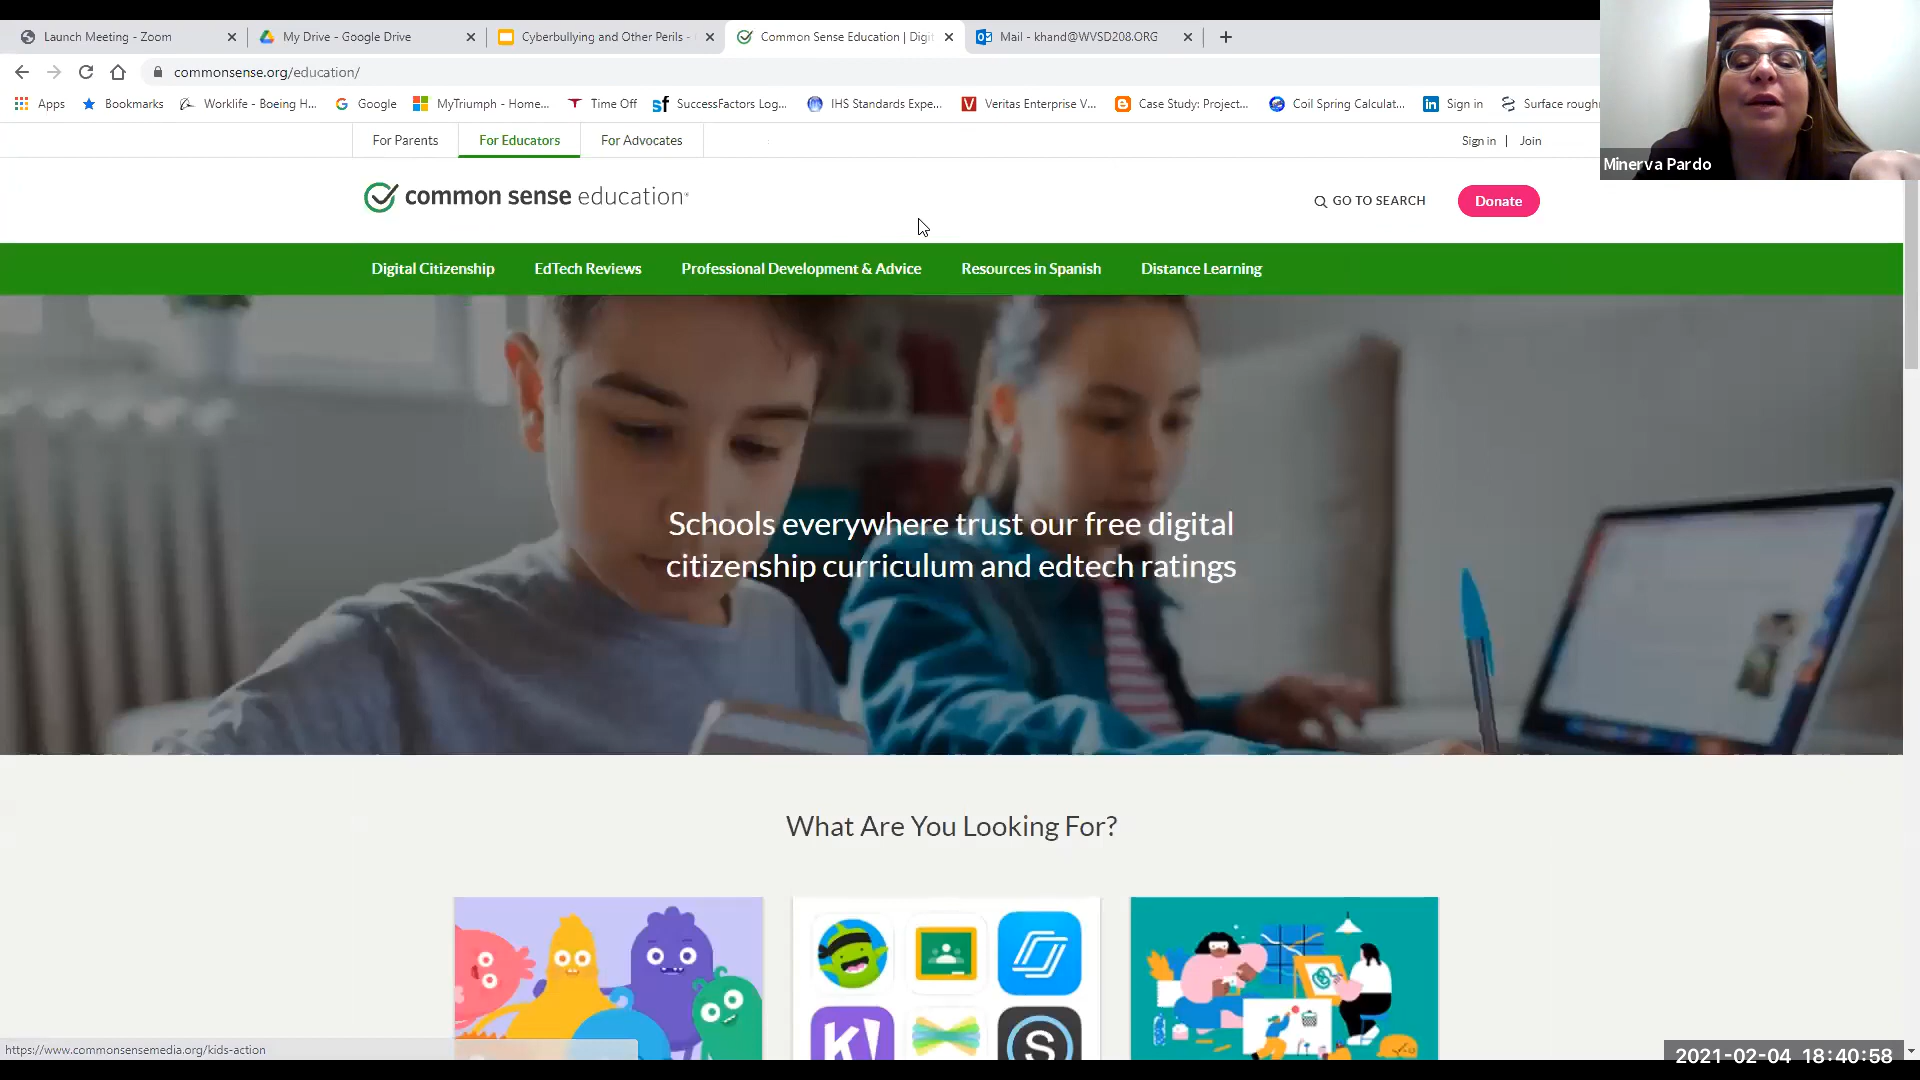 Launch Meeting - Zoom
My Drive - Google Drive
Cyberbullying and Other Perils -
Common Sense Education | Digit
Mail - khand@WVSD208.ORG
commonsense.org/education/
Apps
Bookmarks
Worklife - Boeing H...
Google
MyTriumph - Home...
Time Off
SuccessFactors Log...
IHS Standards Expe...
Veritas Enterprise V...
Case Study: Project...
Coil Spring Calculat...
Sign in
Surface rough
For Parents
For Educators
For Advocates
Sign in | Join
Minerva Pardo
common sense education
GO TO SEARCH
Donate
Digital Citizenship
EdTech Reviews
Professional Development & Advice
Resources in Spanish
Distance Learning
Schools everywhere trust our free digital
citizenship curriculum and edtech ratings
What Are You Looking For?
K!
S
https://www.commonsensemedia.org/kids-action
2021-02-04 18:40:58